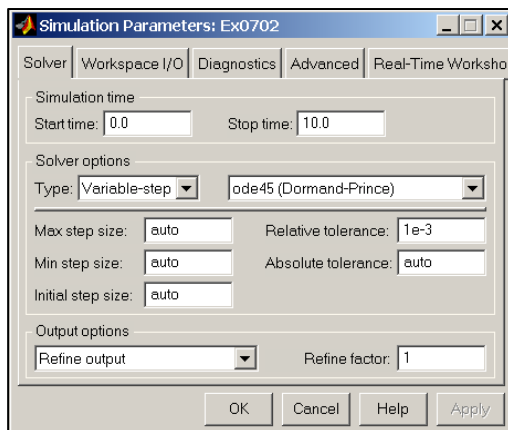 Simulation Parameters: Ex0702
Solver Workspace I/O Diagnostics Advanced Real-Time Worksho
Simulation time
Start time: 0.0 Stop time: 10.0
Solver options
Type: Variable-step ode45 (Dormand-Prince)
Max step size: auto Relative tolerance: 1e-3
Min step size: auto Absolute tolerance: auto
Initial step size: auto
Output options
Refine output Refine factor: 1
OK Cancel Help Apply